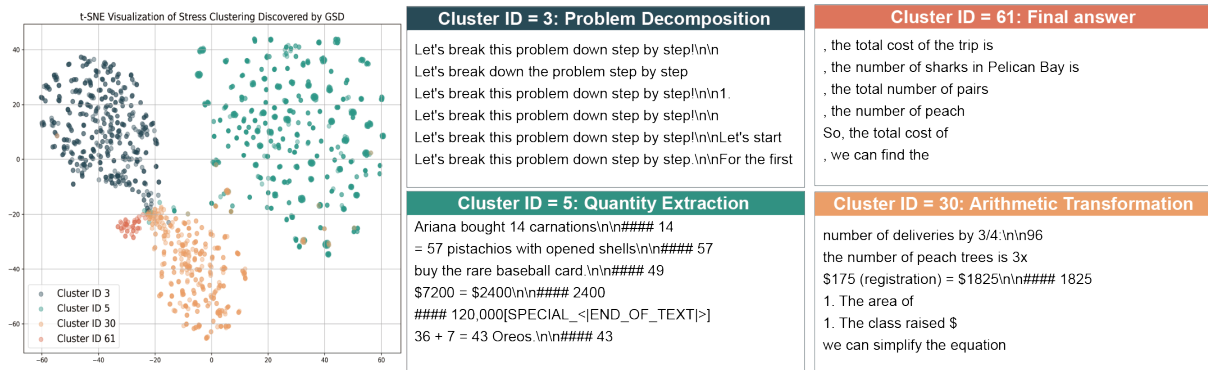 t-SNE Visualization of Stress Clustering Discovered by GSD
40
20
0
−20
−40
−60
−60
−40
−20
0
20
40
60
Cluster ID 3
Cluster ID 5
Cluster ID 30
Cluster ID 61
Cluster ID = 3: Problem Decomposition
Let's break this problem down step by step!\n\n
Let's break down the problem step by step
Let's break this problem down step by step!\n\n1.
Let's break this problem down step by step!\n\n
Let's break this problem down step by step!\n\nLet's start
Let's break this problem down step by step.\n\nFor the first
Cluster ID = 61: Final answer
, the total cost of the trip is
, the number of sharks in Pelican Bay is
, the total number of pairs
, the number of peach
So, the total cost of
, we can find the
Cluster ID = 5: Quantity Extraction
Ariana bought 14 carnations\n\n#### 14
= 57 pistachios with opened shells\n\n#### 57
buy the rare baseball card.\n\n#### 49
$7200 = $2400\n\n#### 2400
#### 120,000[SPECIAL_<|END_OF_TEXT|>]
36 + 7 = 43 Oreos.\n\n#### 43
Cluster ID = 30: Arithmetic Transformation
number of deliveries by 3/4:\n\n96
the number of peach trees is 3x
$175 (registration) = $1825\n\n#### 1825
1. The area of
1. The class raised $
we can simplify the equation